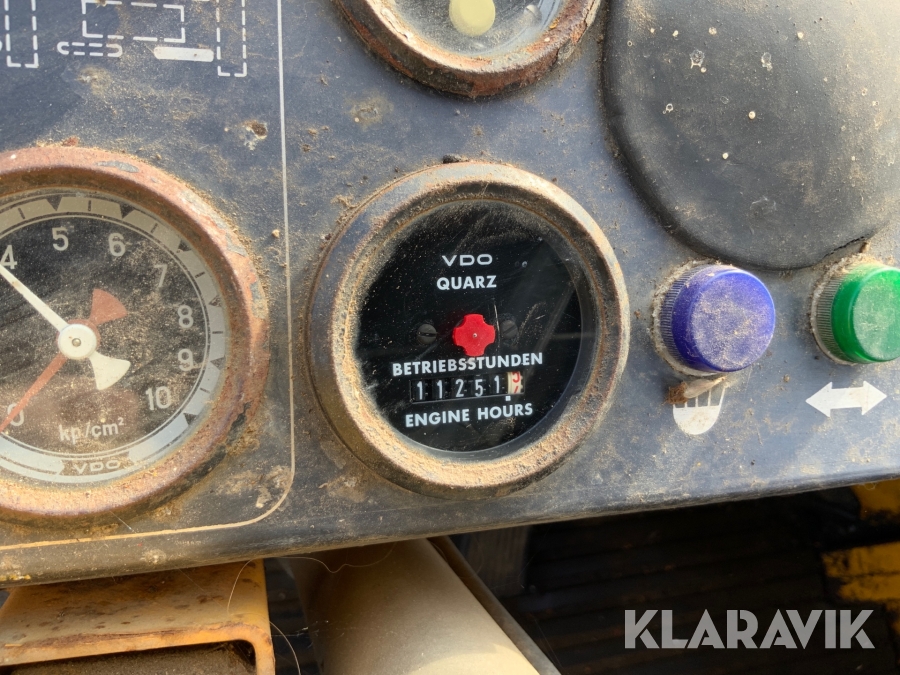 4 5 6 7 8 9 10
kp/cm²
VDO
VDO
QUARZ
BETRIEBSSTUNDEN
11251
ENGINE HOURS
KLARAVIK